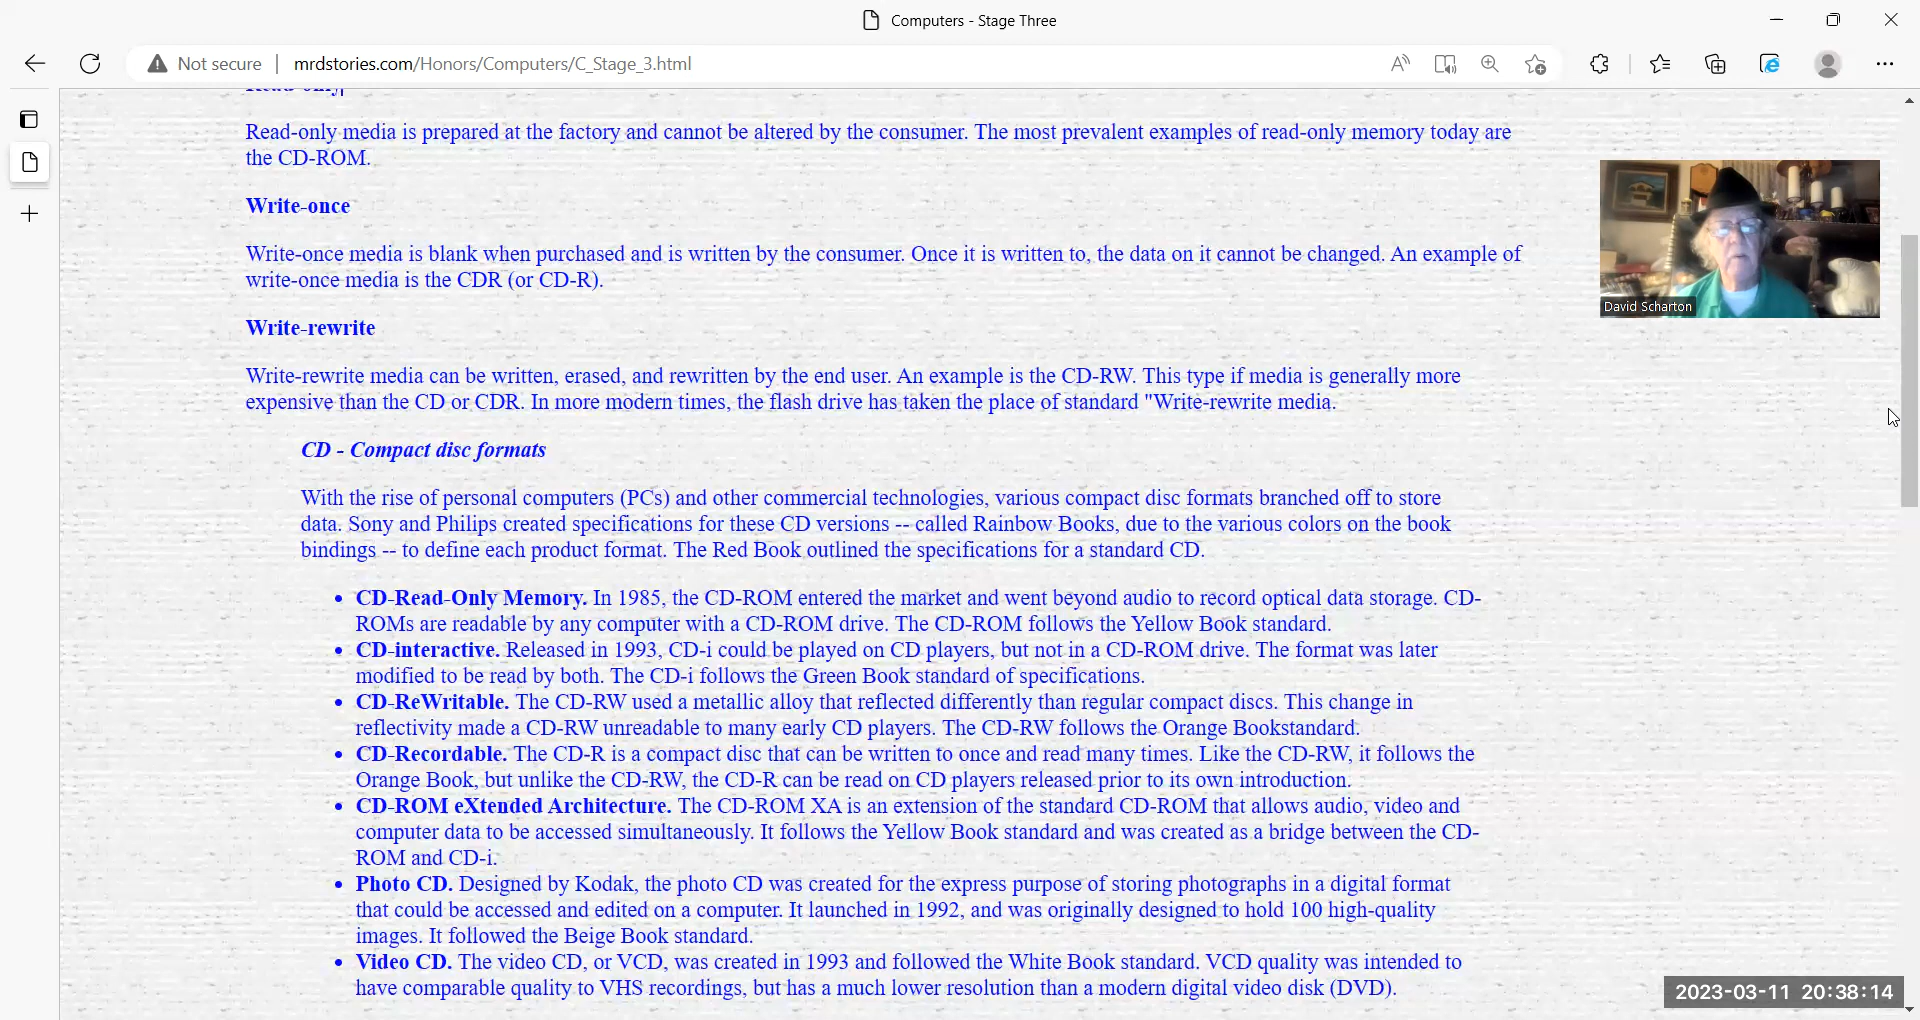 Computers - Stage Three
Not secure
mrdstories.com/Honors/Computers/C_Stage_3.html
Read-only media is prepared at the factory and cannot be altered by the consumer. The most prevalent examples of read-only memory today are
the CD-ROM.
Write-once
Write-once media is blank when purchased and is written by the consumer. Once it is written to, the data on it cannot be changed. An example of
write-once media is the CDR (or CD-R).
Write-rewrite
Write-rewrite media can be written, erased, and rewritten by the end user. An example is the CD-RW. This type if media is generally more
expensive than the CD or CDR. In more modern times, the flash drive has taken the place of standard "Write-rewrite media.
CD - Compact disc formats
With the rise of personal computers (PCs) and other commercial technologies, various compact disc formats branched off to store
data. Sony and Philips created specifications for these CD versions -- called Rainbow Books, due to the various colors on the book
bindings -- to define each product format. The Red Book outlined the specifications for a standard CD.
• CD-Read-Only Memory. In 1985, the CD-ROM entered the market and went beyond audio to record optical data storage. CD-
ROMs are readable by any computer with a CD-ROM drive. The CD-ROM follows the Yellow Book standard.
• CD-interactive. Released in 1993, CD-i could be played on CD players, but not in a CD-ROM drive. The format was later
modified to be read by both. The CD-i follows the Green Book standard of specifications.
• CD-ReWritable. The CD-RW used a metallic alloy that reflected differently than regular compact discs. This change in
reflectivity made a CD-RW unreadable to many early CD players. The CD-RW follows the Orange Bookstandard.
• CD-Recordable. The CD-R is a compact disc that can be written to once and read many times. Like the CD-RW, it follows the
Orange Book, but unlike the CD-RW, the CD-R can be read on CD players released prior to its own introduction.
• CD-ROM eXtended Architecture. The CD-ROM XA is an extension of the standard CD-ROM that allows audio, video and
computer data to be accessed simultaneously. It follows the Yellow Book standard and was created as a bridge between the CD-
ROM and CD-i.
• Photo CD. Designed by Kodak, the photo CD was created for the express purpose of storing photographs in a digital format
that could be accessed and edited on a computer. It launched in 1992, and was originally designed to hold 100 high-quality
images. It followed the Beige Book standard.
• Video CD. The video CD, or VCD, was created in 1993 and followed the White Book standard. VCD quality was intended to
have comparable quality to VHS recordings, but has a much lower resolution than a modern digital video disk (DVD).
David Scharton
2023-03-11 20:38:14